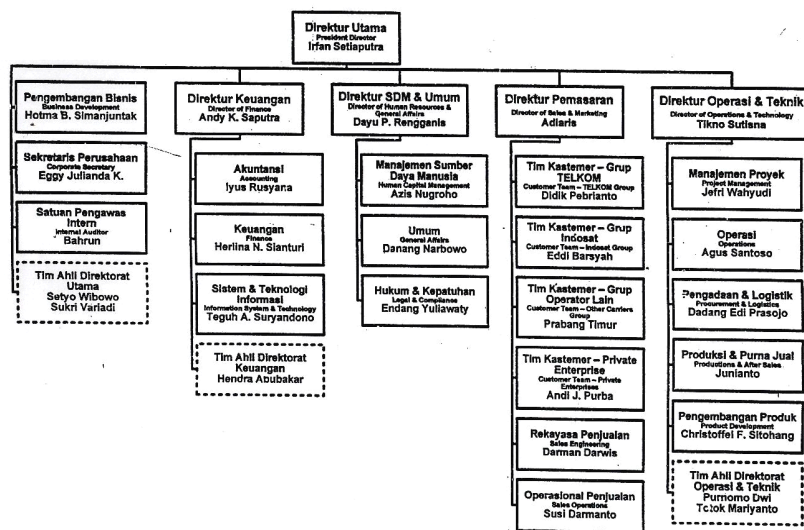 Direktur Utama
President Director
Irfan Setiaputra
Pengembangan Bisnis
Business Development
Hotma B. Simanjuntak
Sekretaris Perusahaan
Corporate Secretary
Eggy Julianda K.
Satuan Pengawas
Intern
Internal Auditor
Bahrun
Tim Ahli Direktorat
Utama
Setyo Wibowo
Sukri Variadi
Direktur Keuangan
Director of Finance
Andy K. Saputra
Akuntansi
Accounting
Iyus Rusyana
Keuangan
Finance
Herlina N. Sianturi
Sistem & Teknologi
Informasi
Information System & Technology
Teguh A. Suryandono
Tim Ahli Direktorat
Keuangan
Hendra Abubakar
Direktur SDM & Umum
Director of Human Resources &
General Affairs
Dayu P. Rengganis
Manajemen Sumber
Daya Manusia
Human Capital Management
Azis Nugroho
Umum
General Affairs
Danang Narbowo
Hukum & Kepatuhan
Legal & Compliance
Endang Yuliawaty
Direktur Pemasaran
Director of Sales & Marketing
Adiaris
Tim Kastemer – Grup
TELKOM
Customer Team – TELKOM Group
Didik Pebrianto
Tim Kastemer – Grup
Indosat
Customer Team – Indosat Group
Eddi Barsyah
Tim Kastemer – Grup
Operator Lain
Customer Team – Other Carriers
Group
Prabang Timur
Tim Kastemer – Private
Enterprise
Customer Team – Private
Enterprises
Andi J. Purba
Rekayasa Penjualan
Sales Engineering
Darman Darwis
Operasional Penjualan
Sales Operations
Susi Darmanto
Direktur Operasi & Teknik
Director of Operations & Technology
Tikno Sutisna
Manajemen Proyek
Project Management
Jefri Wahyudi
Operasi
Operations
Agus Santoso
Pengadaan & Logistik
Procurement & Logistics
Dadang Edi Prasojo
Produksi & Purna Jual
Productions & After Sales
Junianto
Pengembangan Produk
Product Development
Christoffel F. Sitohang
Tim Ahli Direktorat
Operasi & Teknik
Purnomo Dwi
Totok Mariyanto